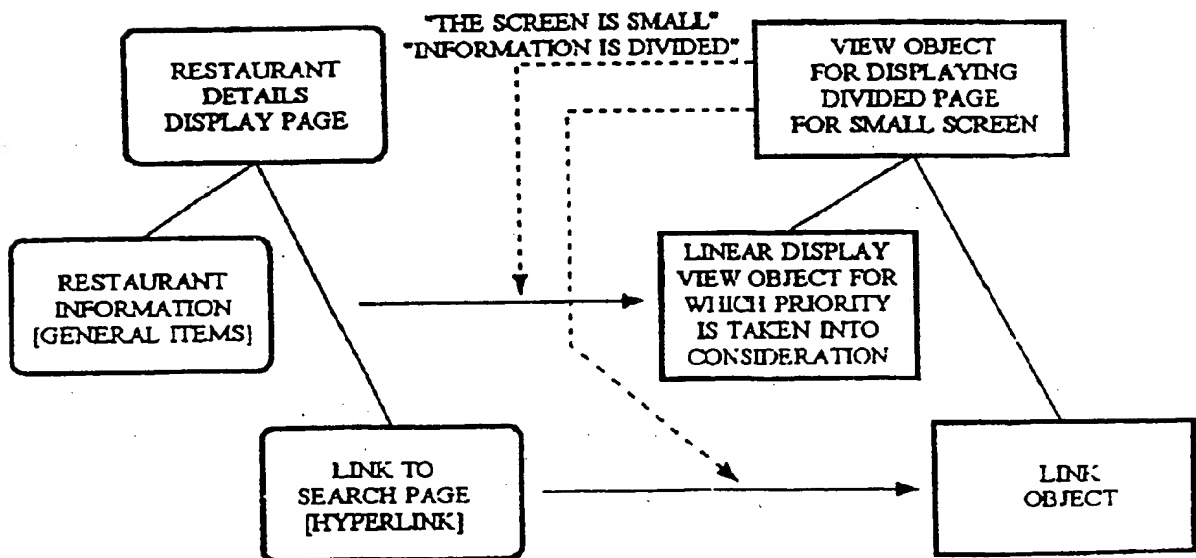 "THE SCREEN IS SMALL"
"INFORMATION IS DIVIDED"
RESTAURANT
DETAILS
DISPLAY PAGE
VIEW OBJECT
FOR DISPLAYING
DIVIDED PAGE
FOR SMALL SCREEN
RESTAURANT
INFORMATION
[GENERAL ITEMS]
LINEAR DISPLAY
VIEW OBJECT FOR
WHICH PRIORITY
IS TAKEN INTO
CONSIDERATION
LINK TO
SEARCH PAGE
[HYPERLINK]
LINK
OBJECT